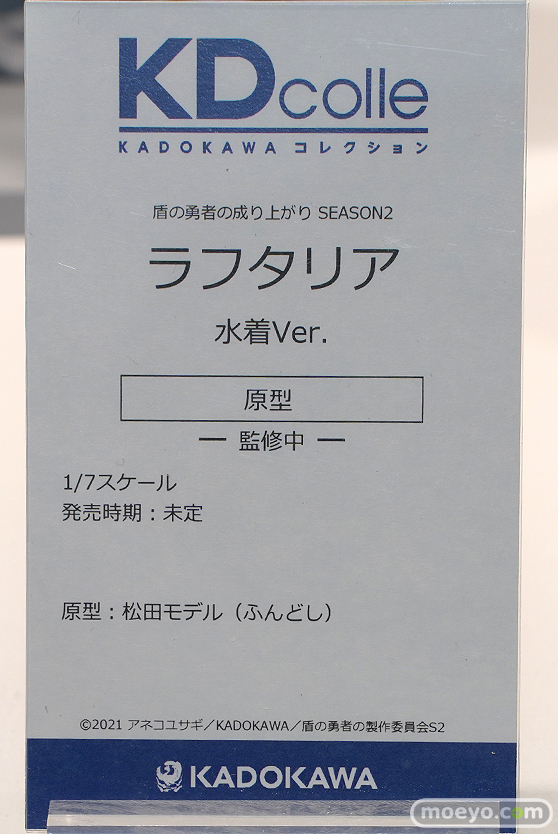 KDcolle
KADOKAWA コレクション
盾の勇者の成り上がり SEASON2
ラフタリア
水着Ver.
原型
ー 監修中 ー
1/7スケール
発売時期：未定
原型：松田モデル（ふんどし）
©2021 アネコユサギ／KADOKAWA／盾の勇者の製作委員会S2
KADOKAWA
moeyo.com